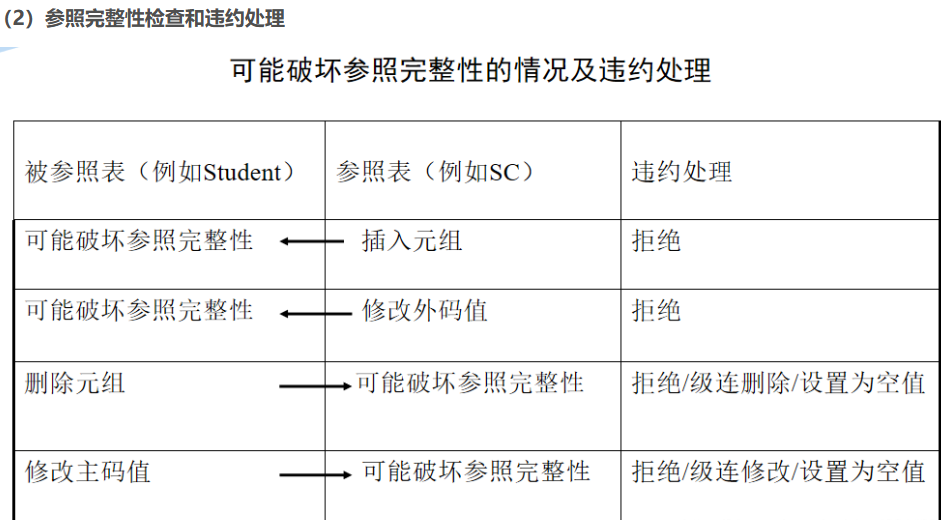 （2）参照完整性检查和违约处理
可能破坏参照完整性的情况及违约处理
被参照表（例如Student） 参照表（例如SC） 违约处理
可能破坏参照完整性 插入元组 拒绝
可能破坏参照完整性 修改外码值 拒绝
删除元组 可能破坏参照完整性 拒绝/级连删除/设置为空值
修改主码值 可能破坏参照完整性 拒绝/级连修改/设置为空值